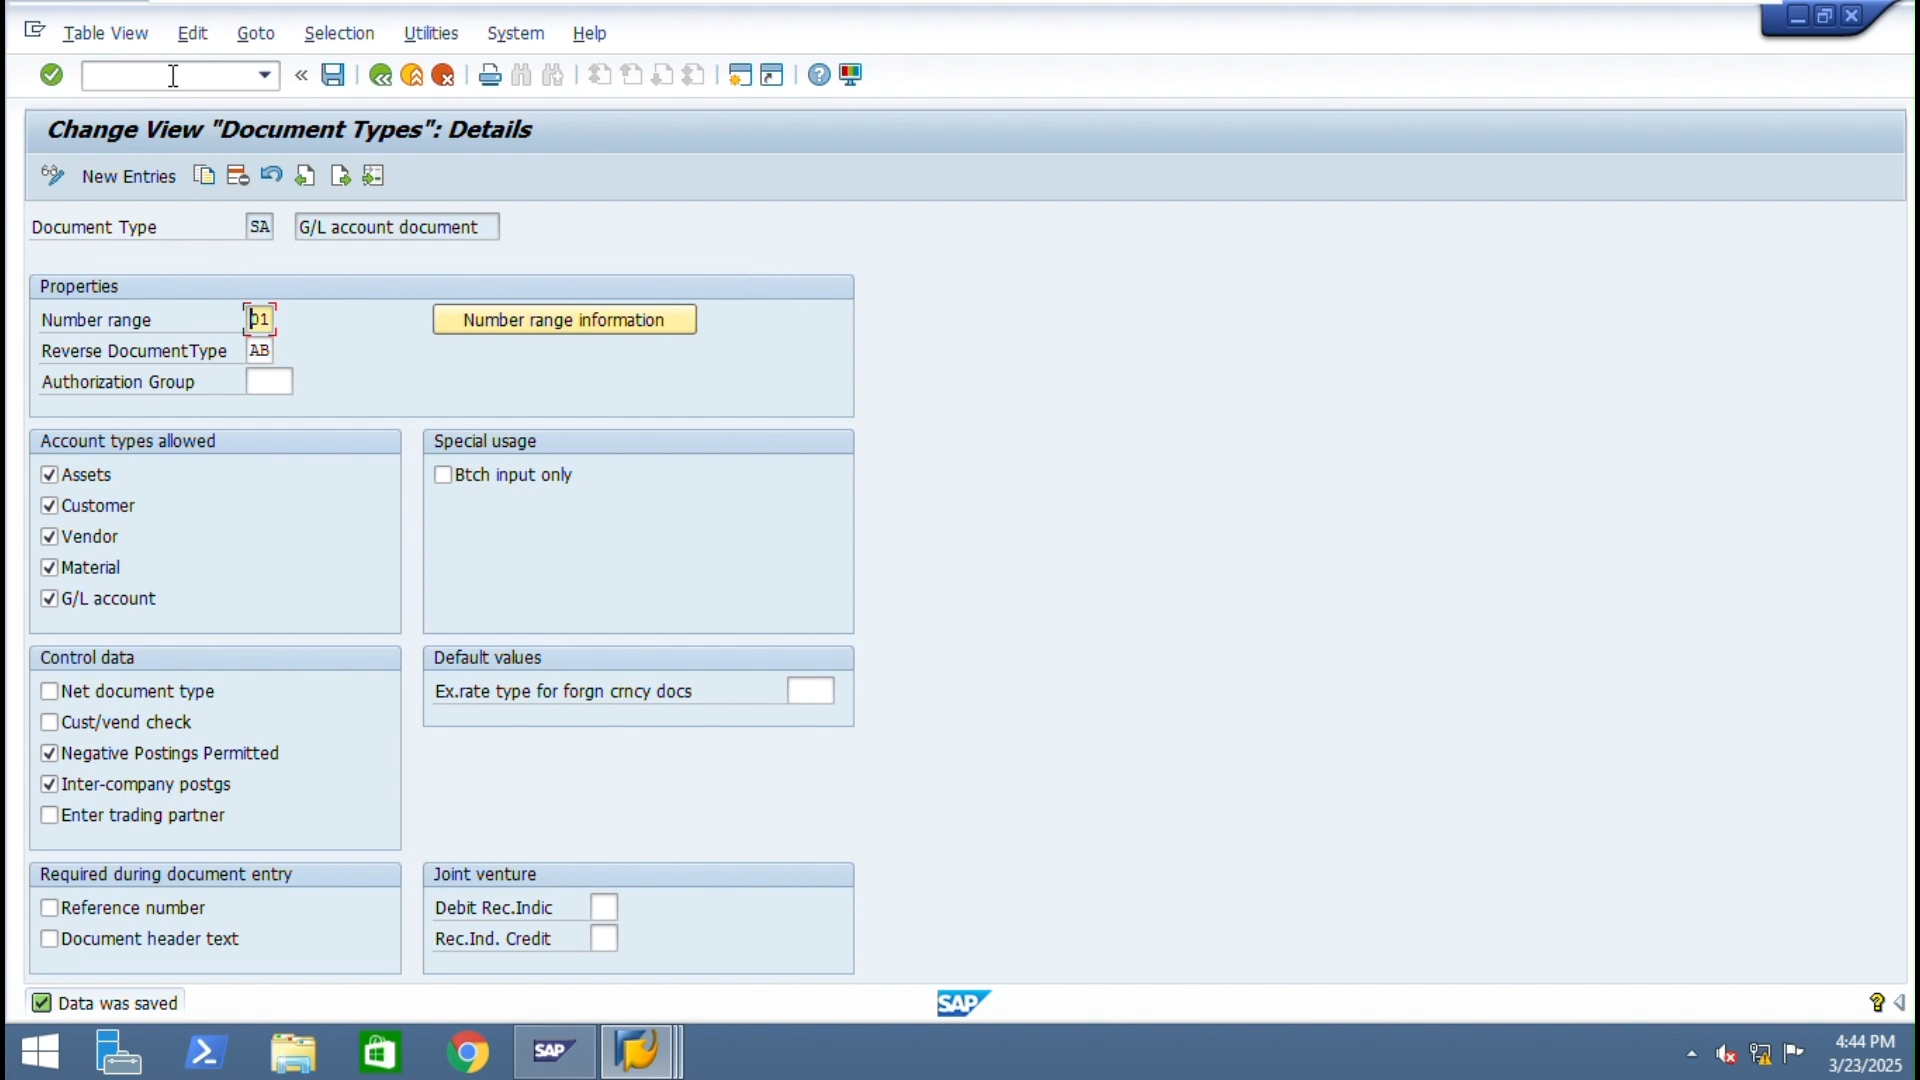 Table View Edit Goto Selection Utilities System Help
Change View "Document Types": Details
New Entries
Document Type SA G/L account document
Properties
Number range 01 Number range information
Reverse DocumentType AB
Authorization Group
Account types allowed
Assets
Customer
Vendor
Material
G/L account
Special usage
Btch input only
Control data
Net document type
Cust/vend check
Negative Postings Permitted
Inter-company postgs
Enter trading partner
Default values
Ex.rate type for forgn crncy docs
Required during document entry
Reference number
Document header text
Joint venture
Debit Rec.Indic
Rec.Ind. Credit
Data was saved
SAP
SAP
4:44 PM
3/23/2025